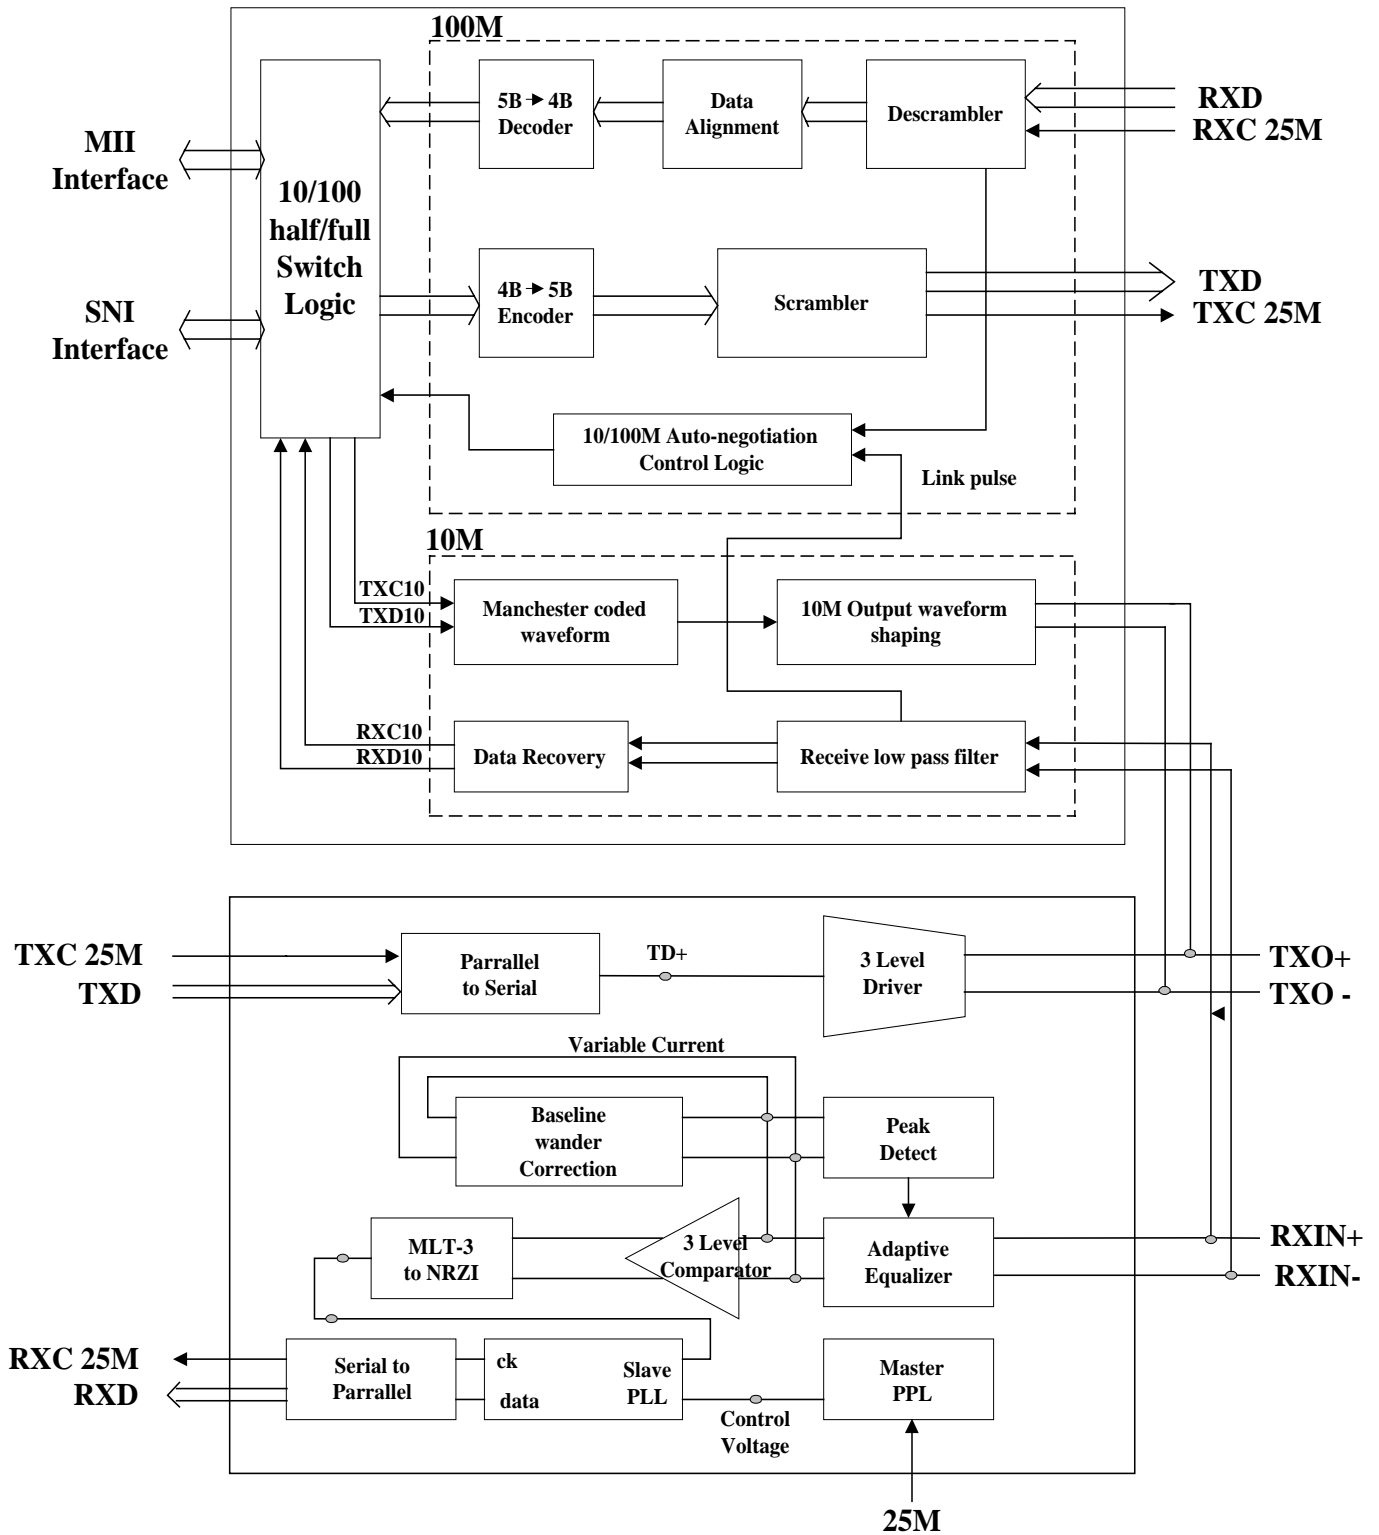 100M
5B → 4B
Decoder
Data
Alignment
Descrambler
RXD
RXC 25M
MII
Interface
10/100
half/full
Switch
Logic
SNI
Interface
4B → 5B
Encoder
Scrambler
TXD
TXC 25M
10/100M Auto-negotiation
Control Logic
Link pulse
10M
TXC10
TXD10
Manchester coded
waveform
10M Output waveform
shaping
RXC10
RXD10
Data Recovery
Receive low pass filter
TXC 25M
TXD
Parrallel
to Serial
TD+
3 Level
Driver
TXO+
TXO -
Variable Current
Baseline
wander
Correction
Peak
Detect
MLT-3
to NRZI
3 Level
Comparator
Adaptive
Equalizer
RXIN+
RXIN-
RXC 25M
RXD
Serial to
Parrallel
ck
data
Slave
PLL
Control
Voltage
Master
PPL
25M